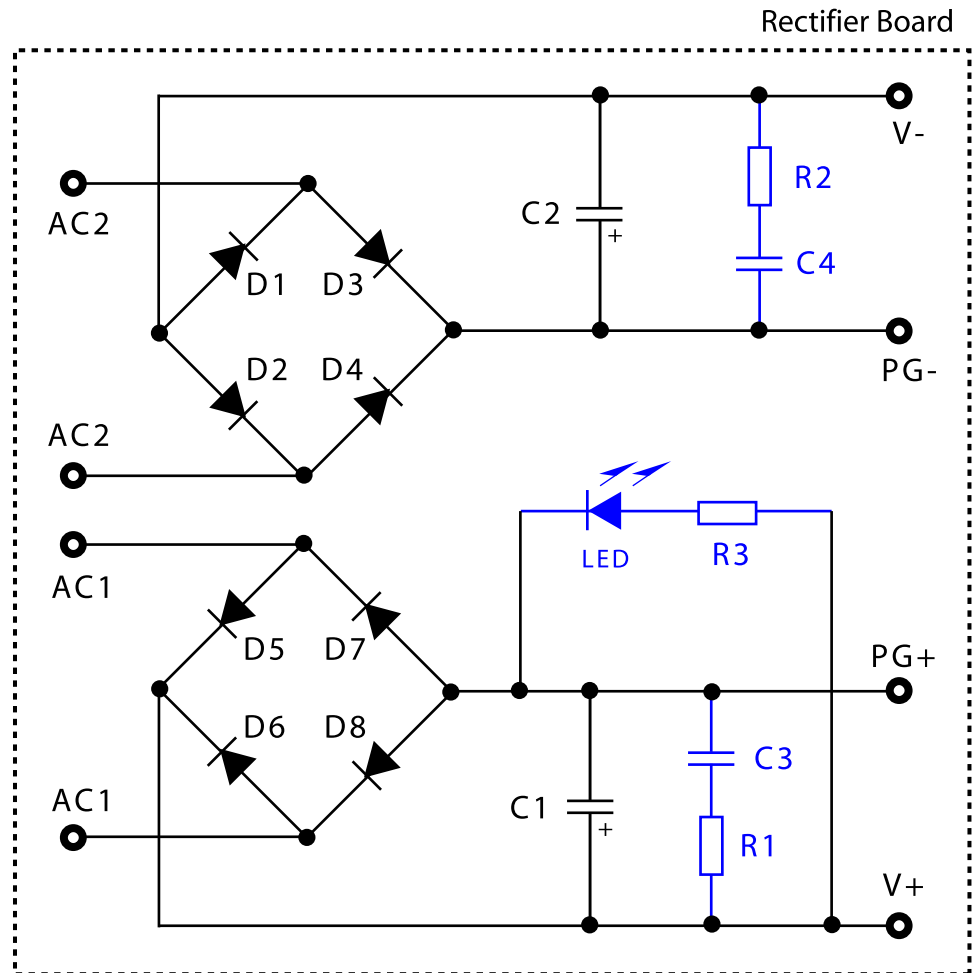 Rectifier Board
V-
R2
AC2
C2
+
C4
D1 D3
PG-
D2 D4
AC2
LED
R3
AC1
D5 D7
PG+
D6 D8
C3
AC1
C1
+
R1
V+